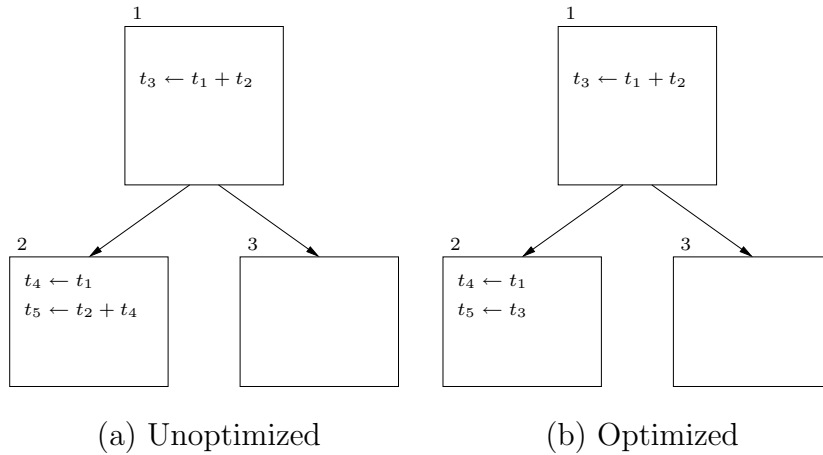 1
t₃ ← t₁ + t₂
2
t₄ ← t₁
t₅ ← t₂ + t₄
3
(a) Unoptimized
1
t₃ ← t₁ + t₂
2
t₄ ← t₁
t₅ ← t₃
3
(b) Optimized